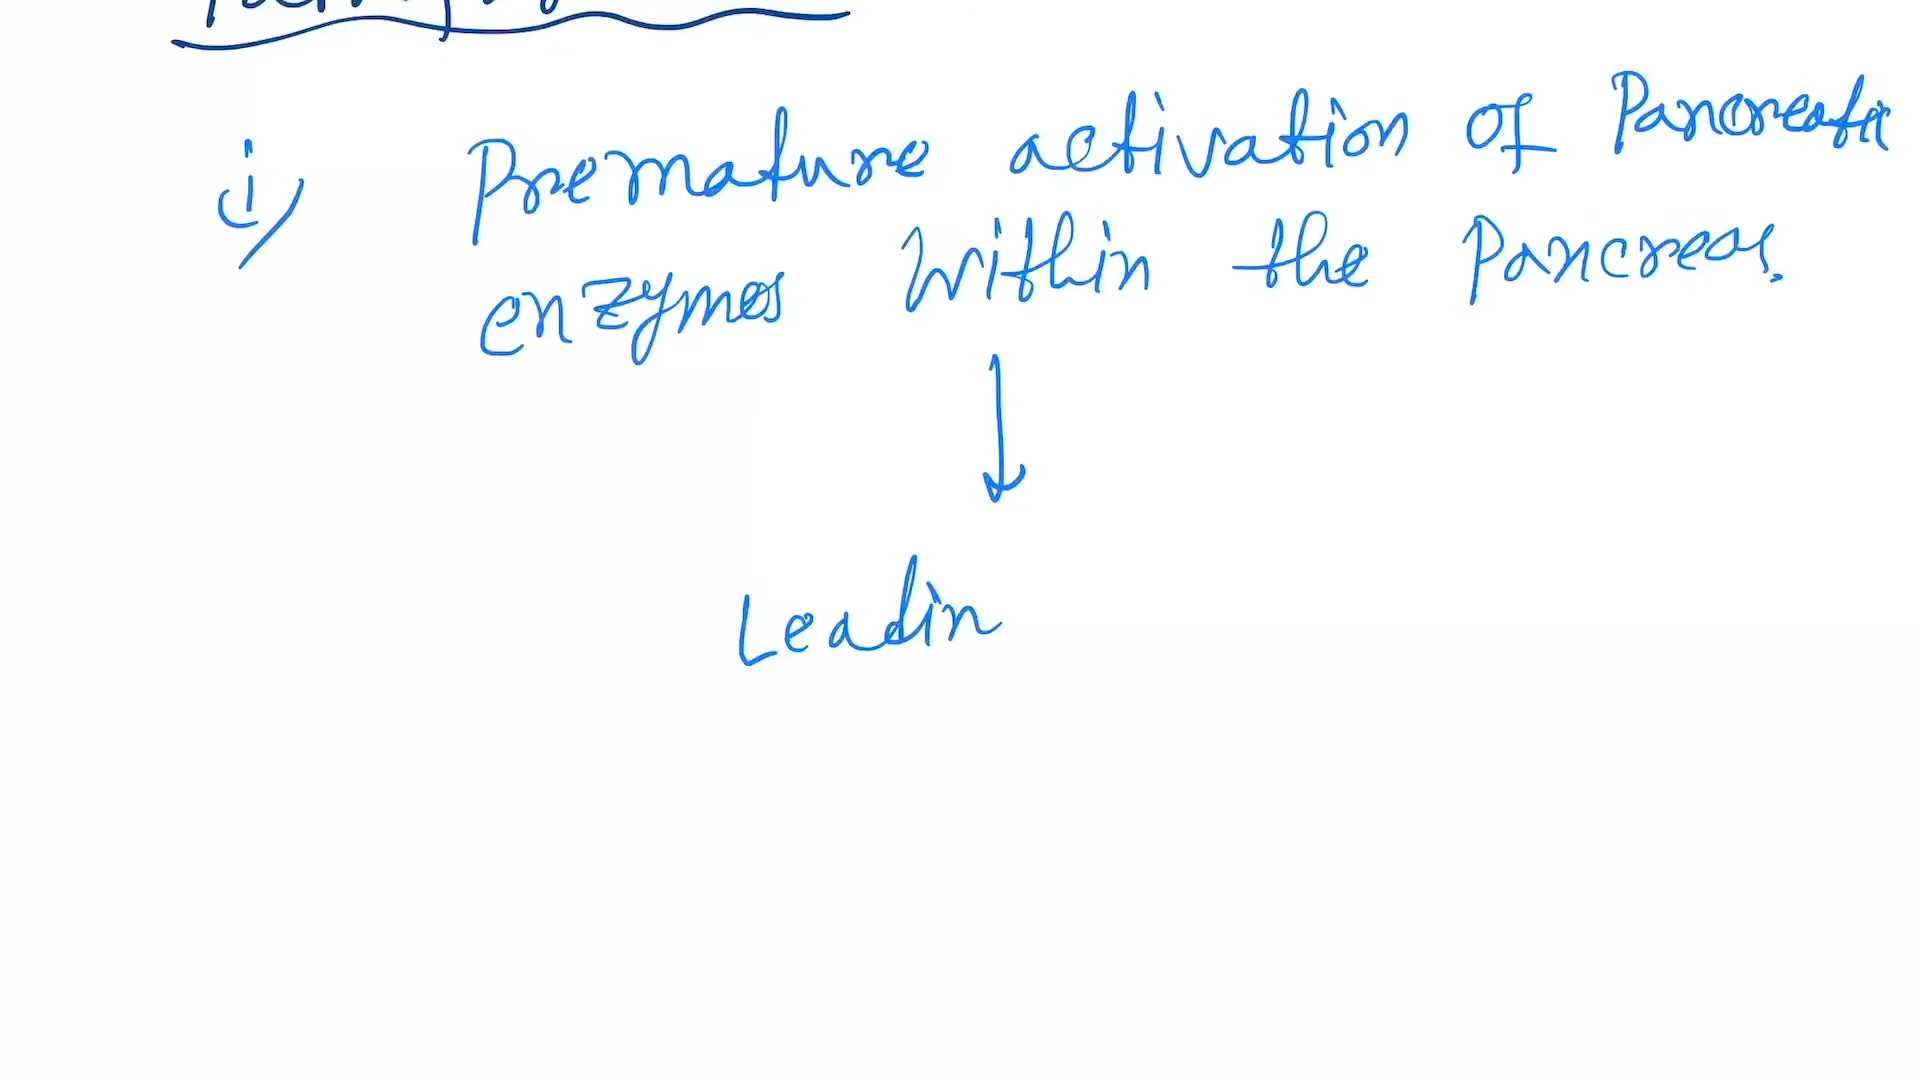 i) Premature activation of Pancreatic
enzymes Within the Pancreas.
Leadin